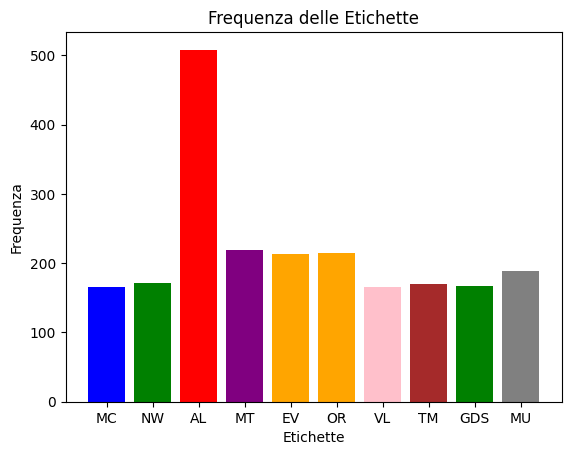 Frequenza delle Etichette
Frequenza
500
400
300
200
100
0
MC NW AL MT EV OR VL TM GDS MU
Etichette